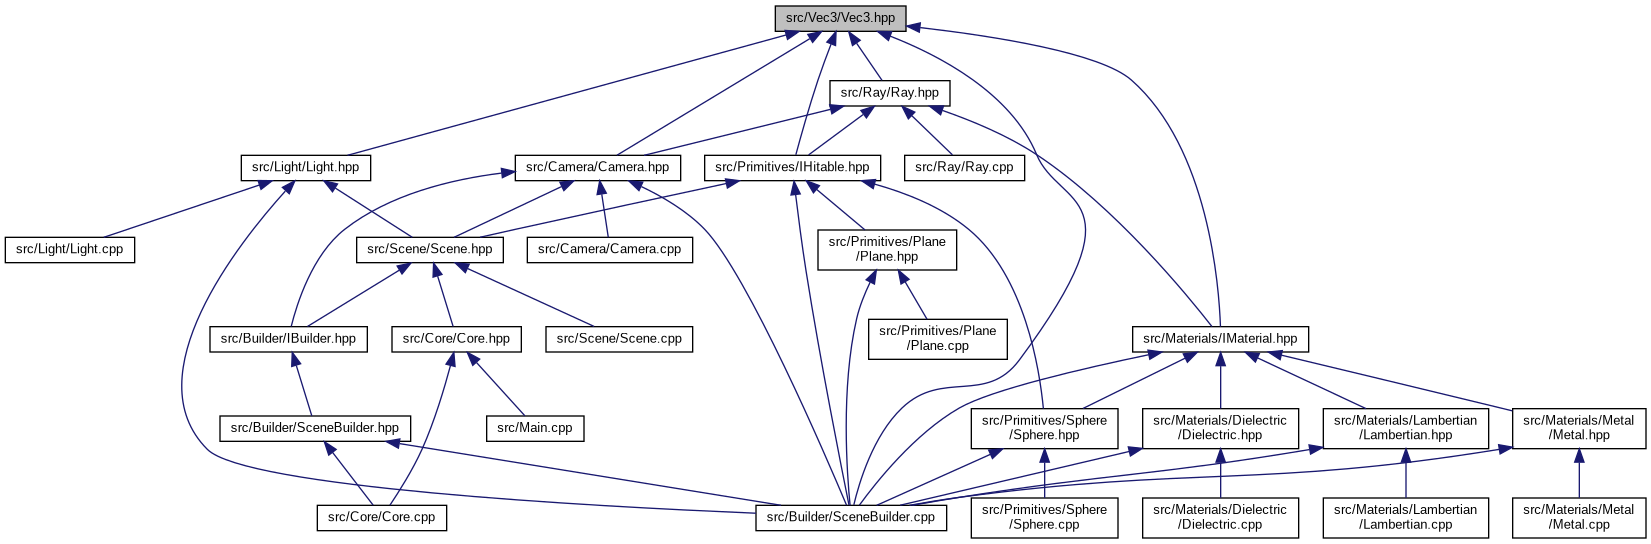 src/Vec3/Vec3.hpp
src/Ray/Ray.hpp
src/Light/Light.hpp
src/Camera/Camera.hpp
src/Primitives/IHitable.hpp
src/Ray/Ray.cpp
src/Light/Light.cpp
src/Scene/Scene.hpp
src/Camera/Camera.cpp
src/Primitives/Plane
/Plane.hpp
src/Builder/IBuilder.hpp
src/Core/Core.hpp
src/Scene/Scene.cpp
src/Primitives/Plane
/Plane.cpp
src/Materials/IMaterial.hpp
src/Builder/SceneBuilder.hpp
src/Main.cpp
src/Primitives/Sphere
/Sphere.hpp
src/Materials/Dielectric
/Dielectric.hpp
src/Materials/Lambertian
/Lambertian.hpp
src/Materials/Metal
/Metal.hpp
src/Core/Core.cpp
src/Builder/SceneBuilder.cpp
src/Primitives/Sphere
/Sphere.cpp
src/Materials/Dielectric
/Dielectric.cpp
src/Materials/Lambertian
/Lambertian.cpp
src/Materials/Metal
/Metal.cpp